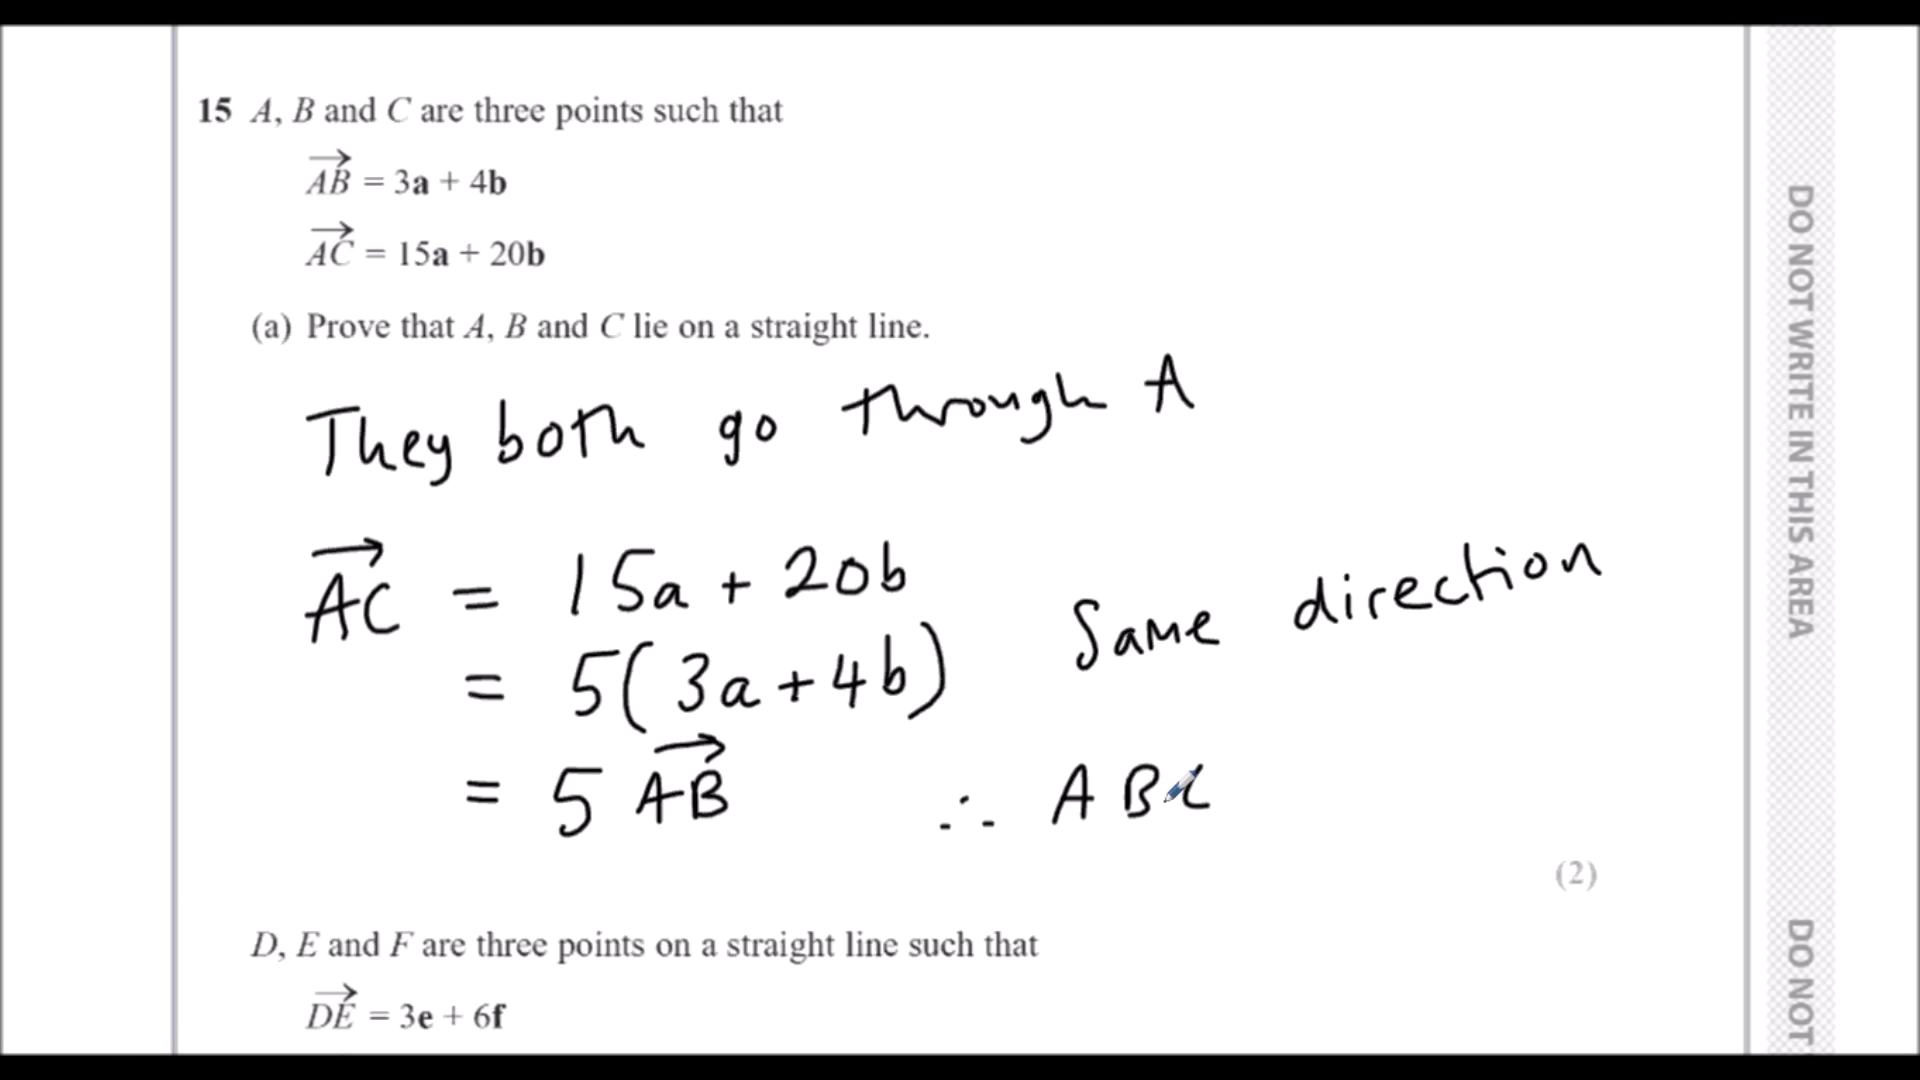 15 A, B and C are three points such that
AB = 3a + 4b
AC = 15a + 20b
(a) Prove that A, B and C lie on a straight line.
They both go through A
AC = 15a + 20b
= 5(3a+4b)
Same direction
= 5 AB
∴ A B C
(2)
D, E and F are three points on a straight line such that
DE = 3e + 6f
DO NOT WRITE IN THIS AREA
DO NOT